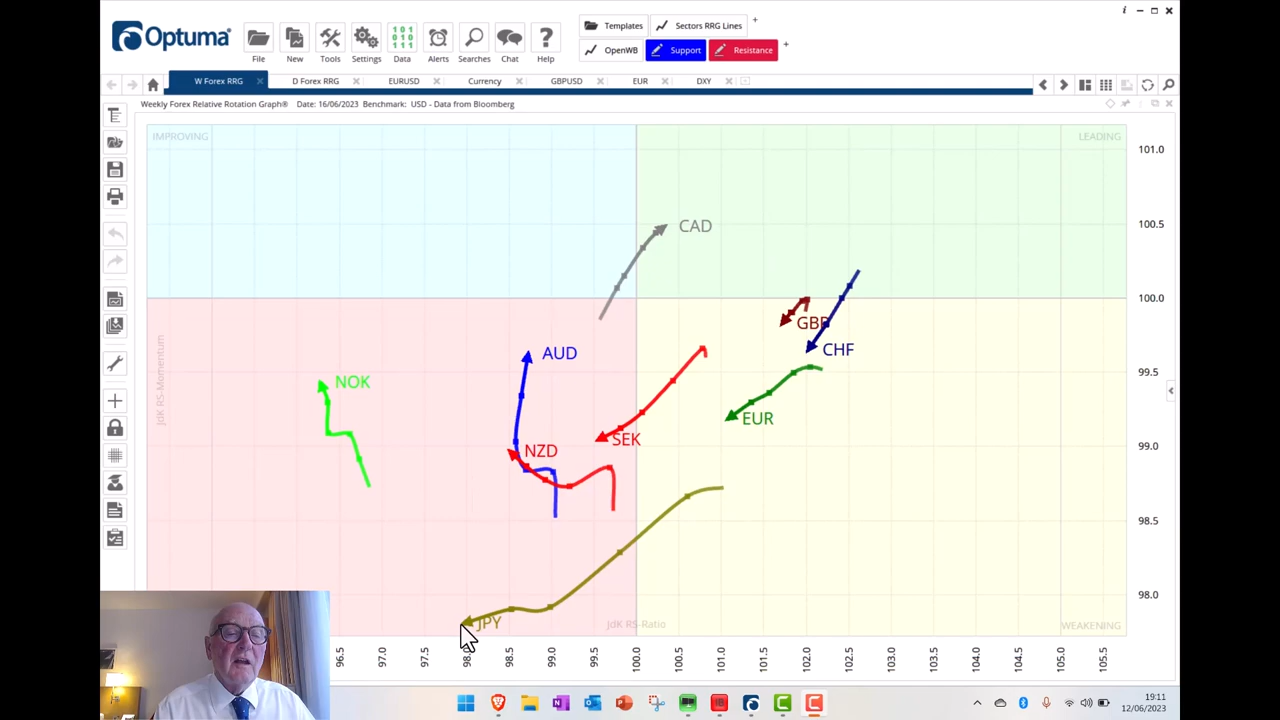 Optuma
File
New
Tools
Settings
Data
Alerts
Searches
Chat
Help
Templates
Sectors RRG Lines
OpenWB
Support
Resistance
W Forex RRG
D Forex RRG
EURUSD
Currency
GBPUSD
EUR
DXY
Weekly Forex Relative Rotation Graph® Date: 16/06/2023 Benchmark: USD - Data from Bloomberg
IMPROVING
LEADING
101.0
CAD
100.5
100.0
GBP
CHF
AUD
99.5
NOK
EUR
SEK
NZD
99.0
JdK RS-Momentum
98.5
98.0
JPY
JdK RS-Ratio
WEAKENING
96.5 97.0 97.5 98.0 98.5 99.0 99.5 100.0 100.5 101.0 101.5 102.0 102.5 103.0 103.5 104.0 104.5 105.0 105.5
19:11
12/06/2023